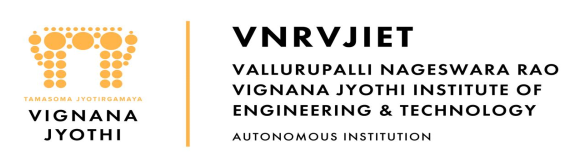 TAMASOMA JYOTIRGAMAYA
VIGNANA
JYOTHI
VNRVJIET
VALLURUPALLI NAGESWARA RAO
VIGNANA JYOTHI INSTITUTE OF
ENGINEERING & TECHNOLOGY
AUTONOMOUS INSTITUTION